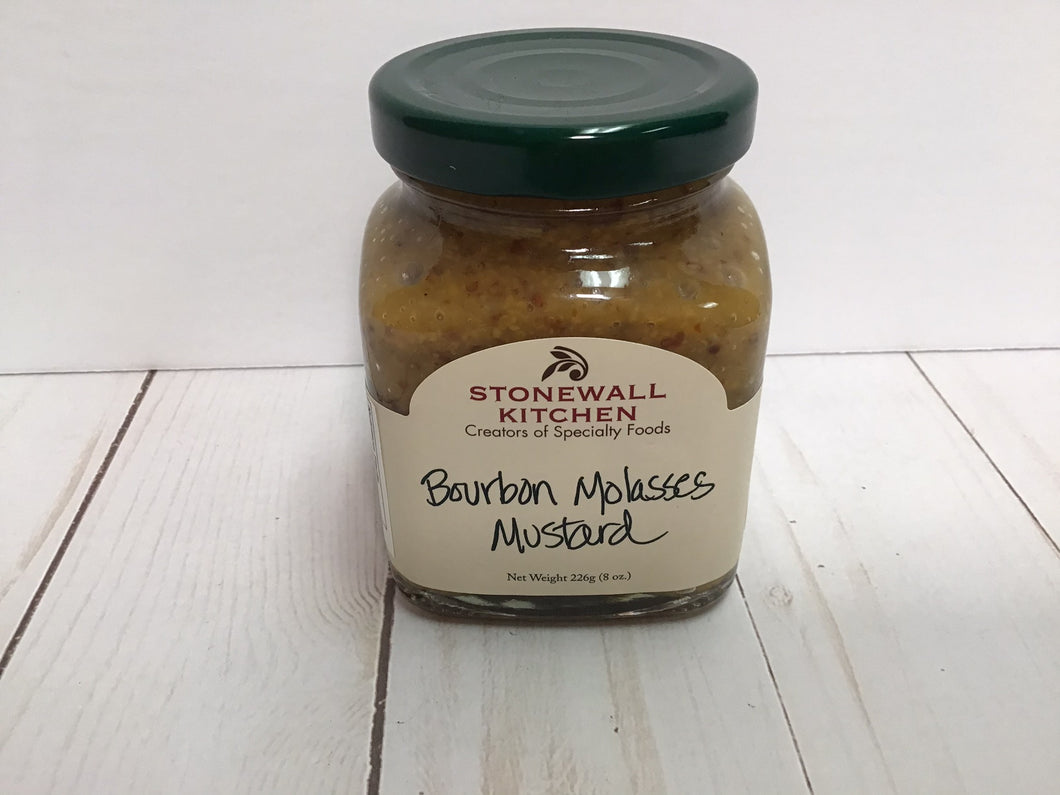 STONEWALL
KITCHEN
Creators of Specialty Foods
Bourbon Molasses
Mustard
Net Weight 226g (8 oz.)